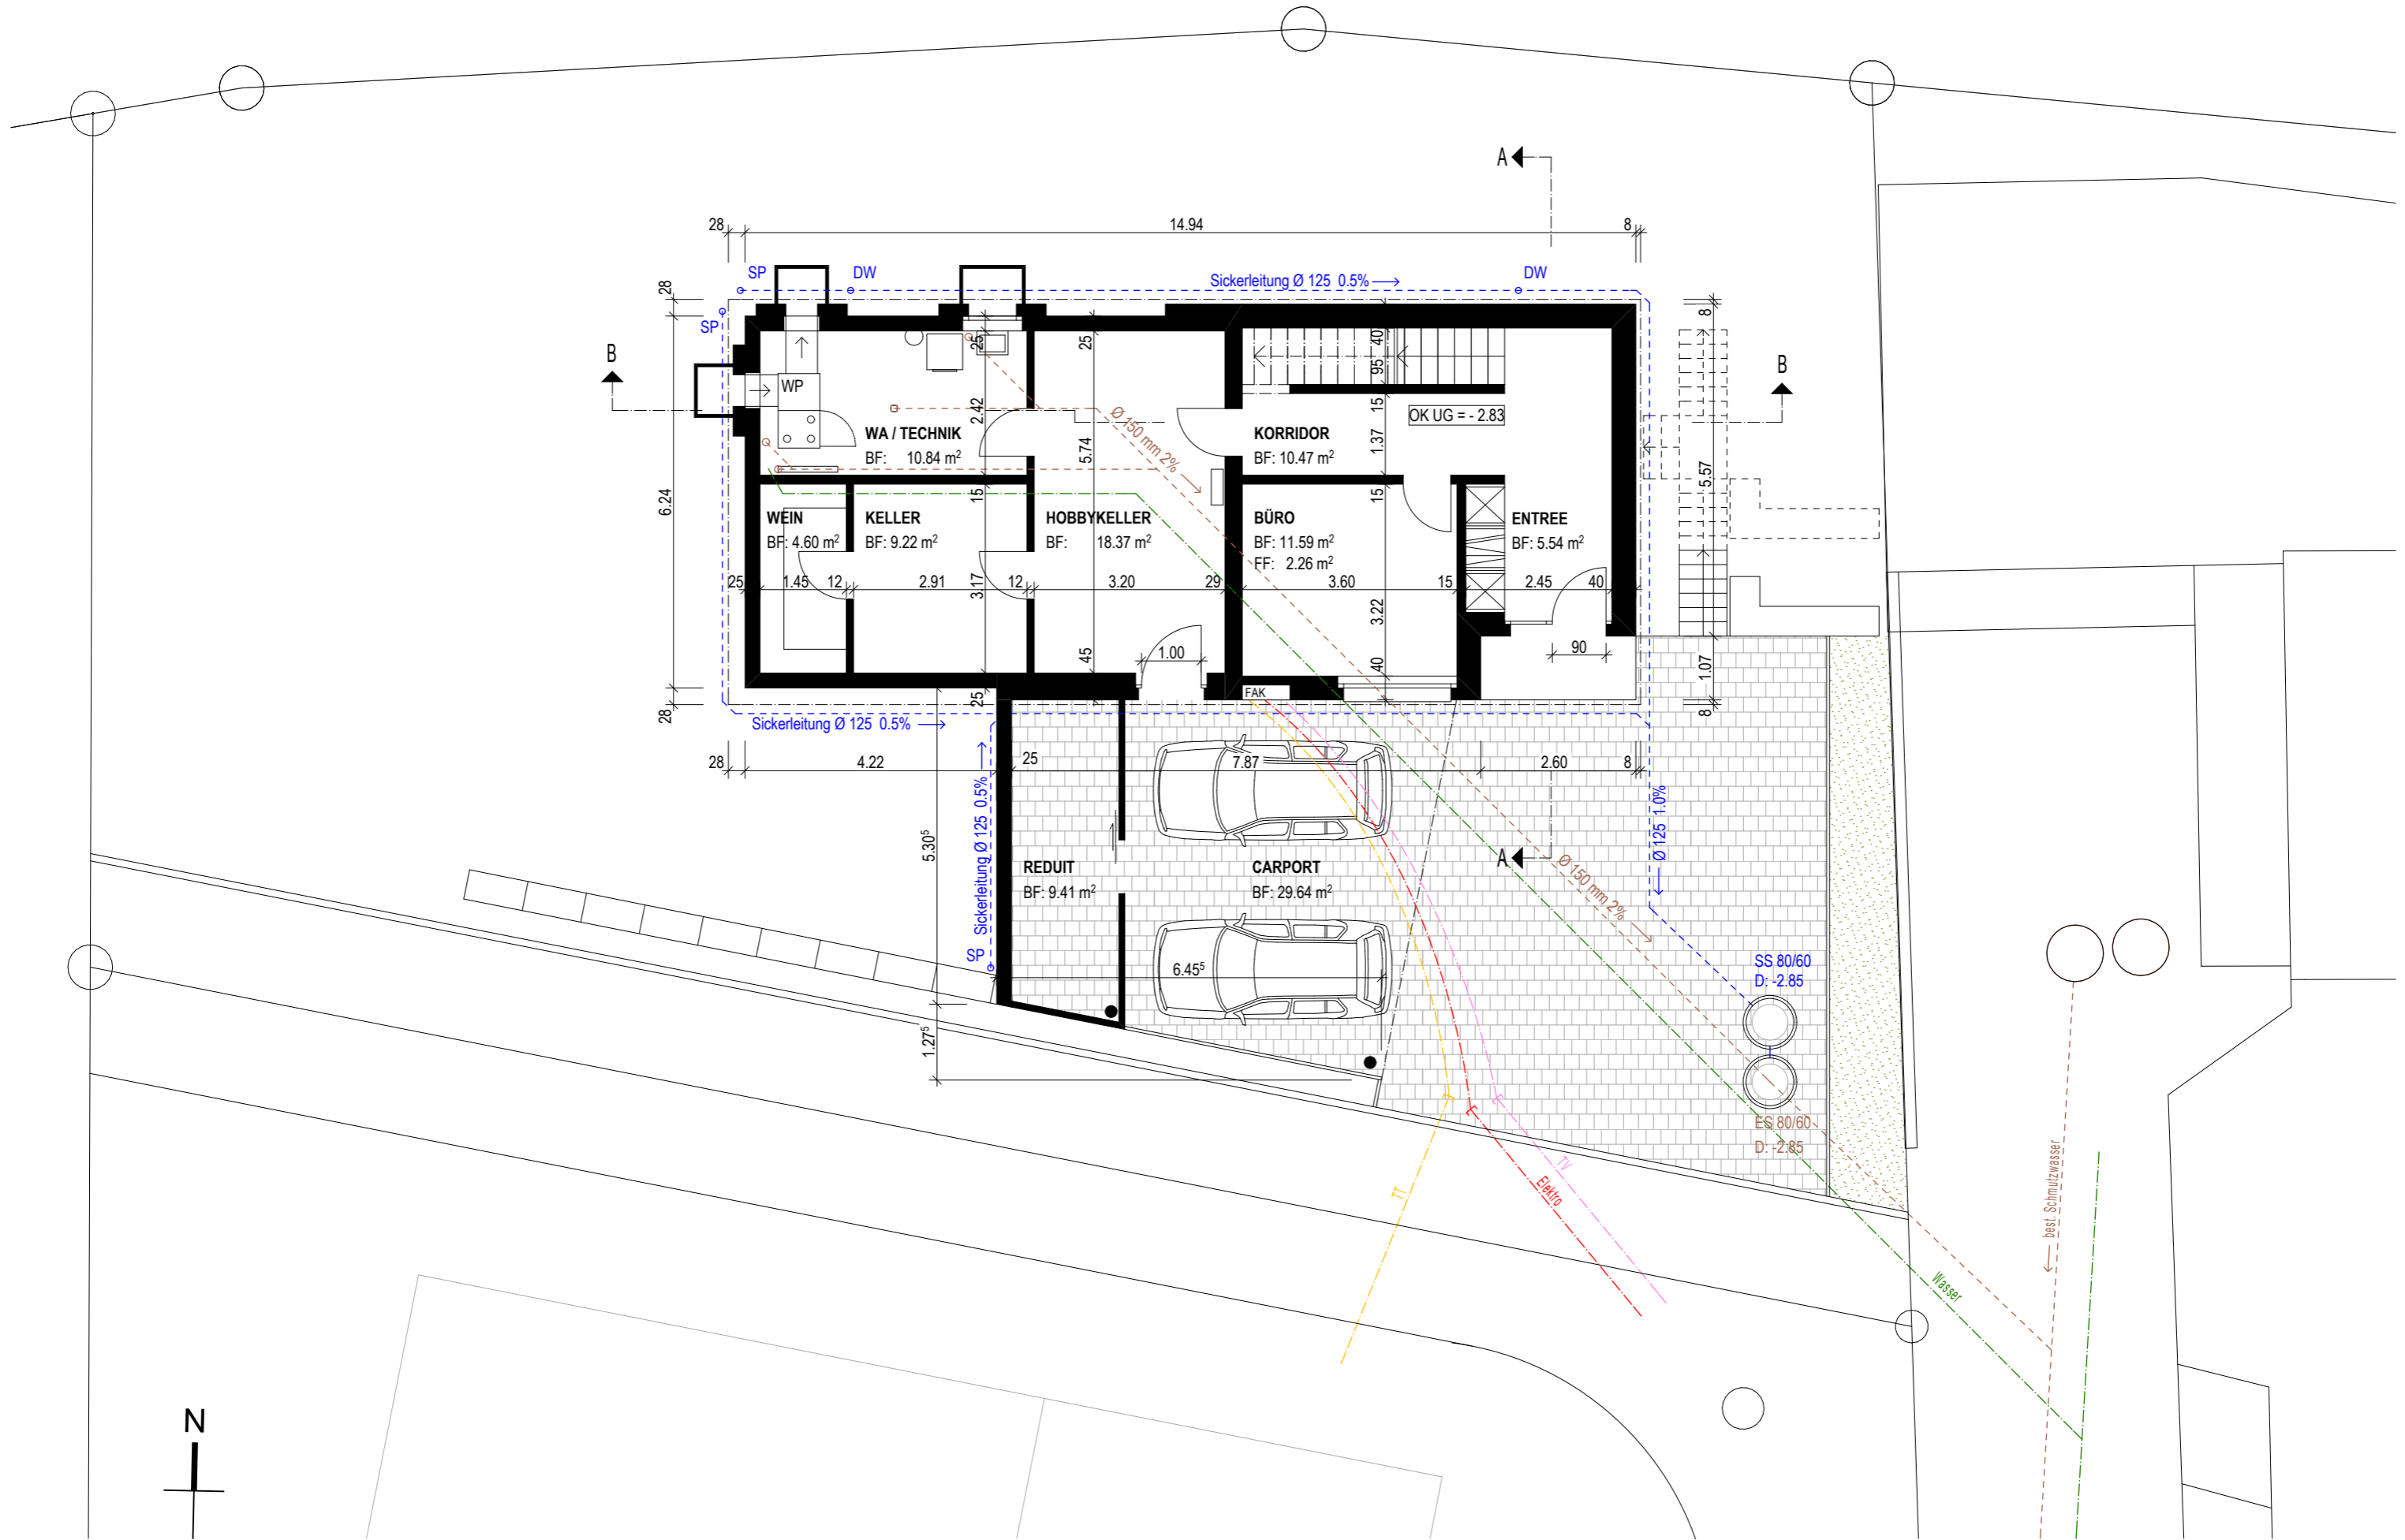 A
28
14.94
8
SP
DW
Sickerleitung Ø 125 0.5%
DW
28
SP
8
B
B
25
25
40
95
WP
2.42
5.74
15
1.37
OK UG = - 2.83
Ø 150 mm 2%
WA / TECHNIK
BF: 10.84 m²
KORRIDOR
BF: 10.47 m²
5.57
6.24
15
15
WEIN
BF: 4.60 m²
KELLER
BF: 9.22 m²
HOBBYKELLER
BF: 18.37 m²
BÜRO
BF: 11.59 m²
FF: 2.26 m²
ENTREE
BF: 5.54 m²
25
1.45
12
2.91
12
3.20
29
3.60
15
2.45
40
3.17
3.22
45
1.00
40
90
1.07
28
25
FAK
8
Sickerleitung Ø 125 0.5%
28
4.22
25
7.87
2.60
8
5.30⁵
Sickerleitung Ø 125 0.5%
Ø 125 1.0%
REDUIT
BF: 9.41 m²
CARPORT
BF: 29.64 m²
A
Ø 150 mm 2%
SP
6.45⁵
SS 80/60
D: -2.85
1.27⁵
ES 80/60
D: -2.85
TT
Elektro
TV
best. Schmutzwasser
Wasser
N